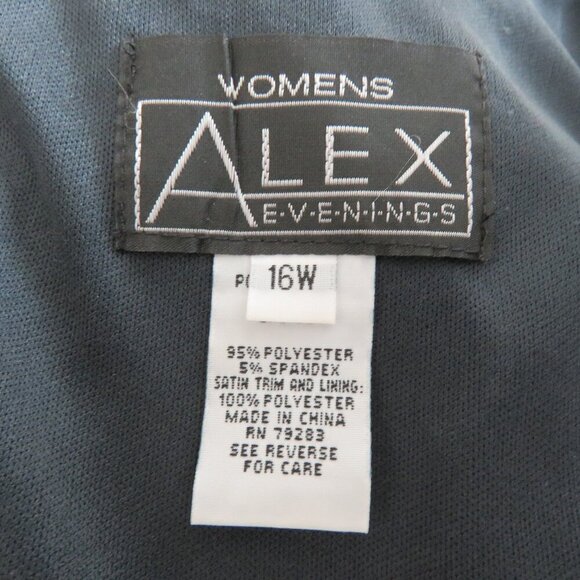 WOMENS
ALEX
E·V·E·N·I·N·G·S
16W
95% POLYESTER
5% SPANDEX
SATIN TRIM AND LINING:
100% POLYESTER
MADE IN CHINA
RN 79283
SEE REVERSE
FOR CARE